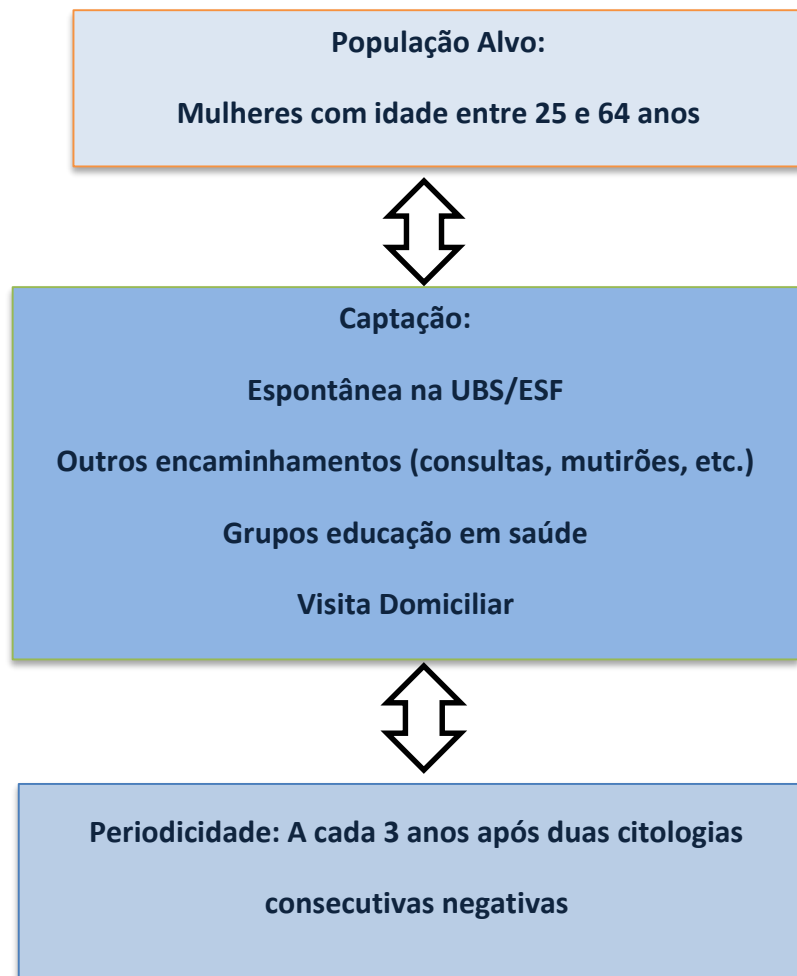 População Alvo:
Mulheres com idade entre 25 e 64 anos
Captação:
Espontânea na UBS/ESF
Outros encaminhamentos (consultas, mutirões, etc.)
Grupos educação em saúde
Visita Domiciliar
Periodicidade: A cada 3 anos após duas citologias
consecutivas negativas